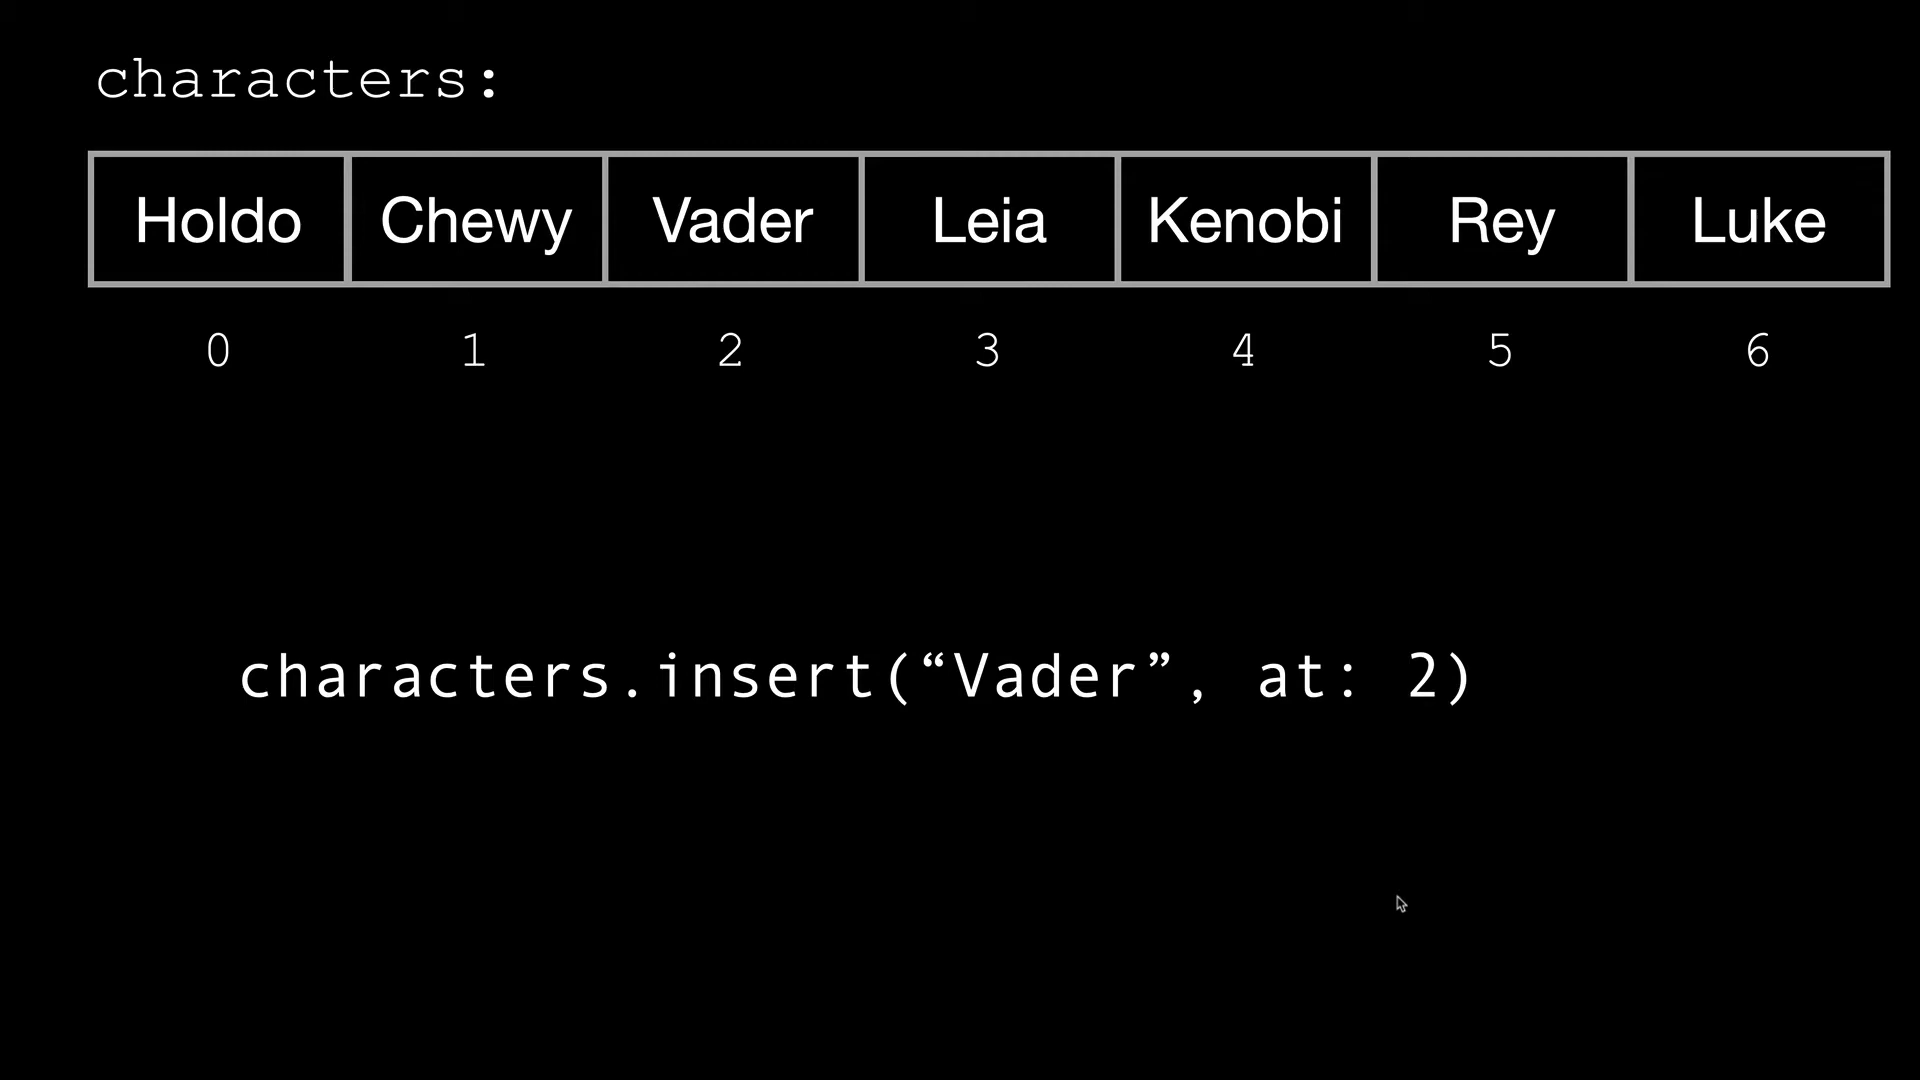 characters:
Holdo Chewy Vader Leia Kenobi Rey Luke
0 1 2 3 4 5 6
characters.insert(“Vader”, at: 2)